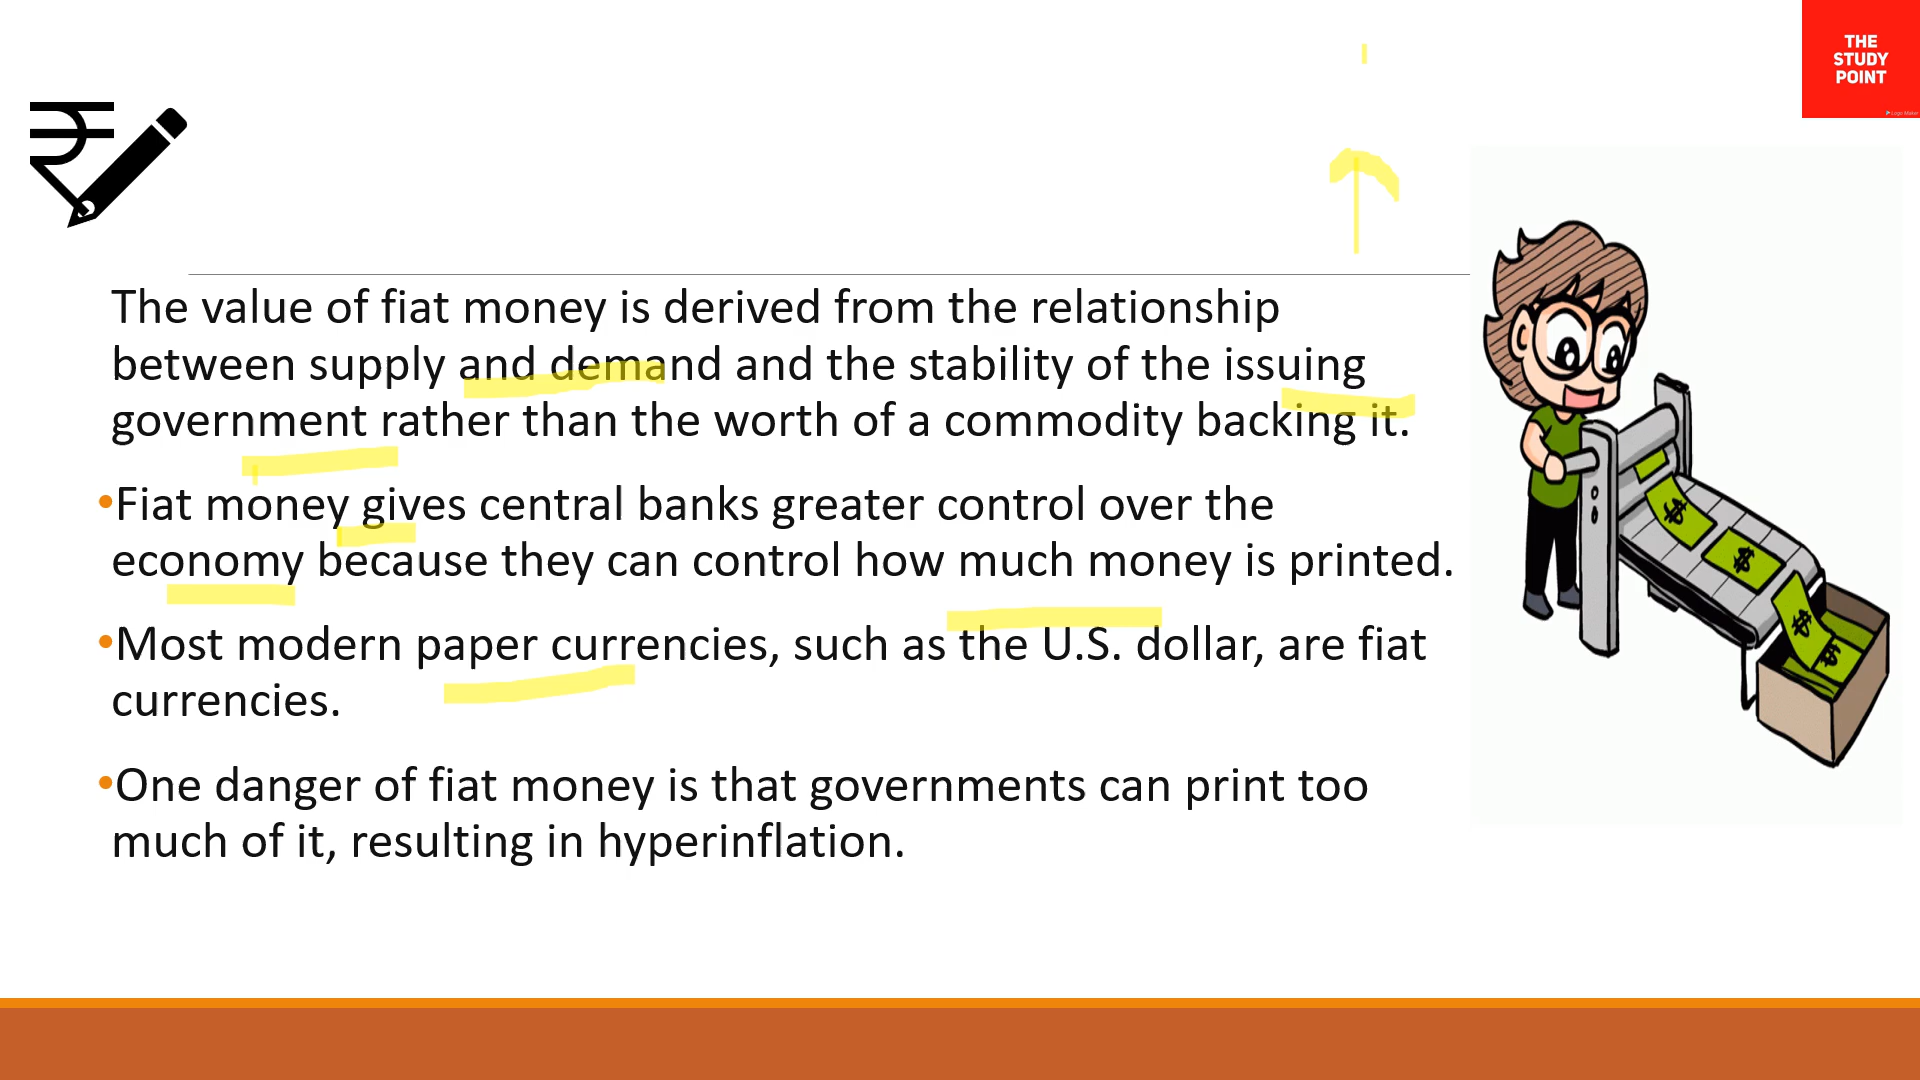 THE
STUDY
POINT
The value of fiat money is derived from the relationship
between supply and demand and the stability of the issuing
government rather than the worth of a commodity backing it.
•Fiat money gives central banks greater control over the
economy because they can control how much money is printed.
•Most modern paper currencies, such as the U.S. dollar, are fiat
currencies.
•One danger of fiat money is that governments can print too
much of it, resulting in hyperinflation.